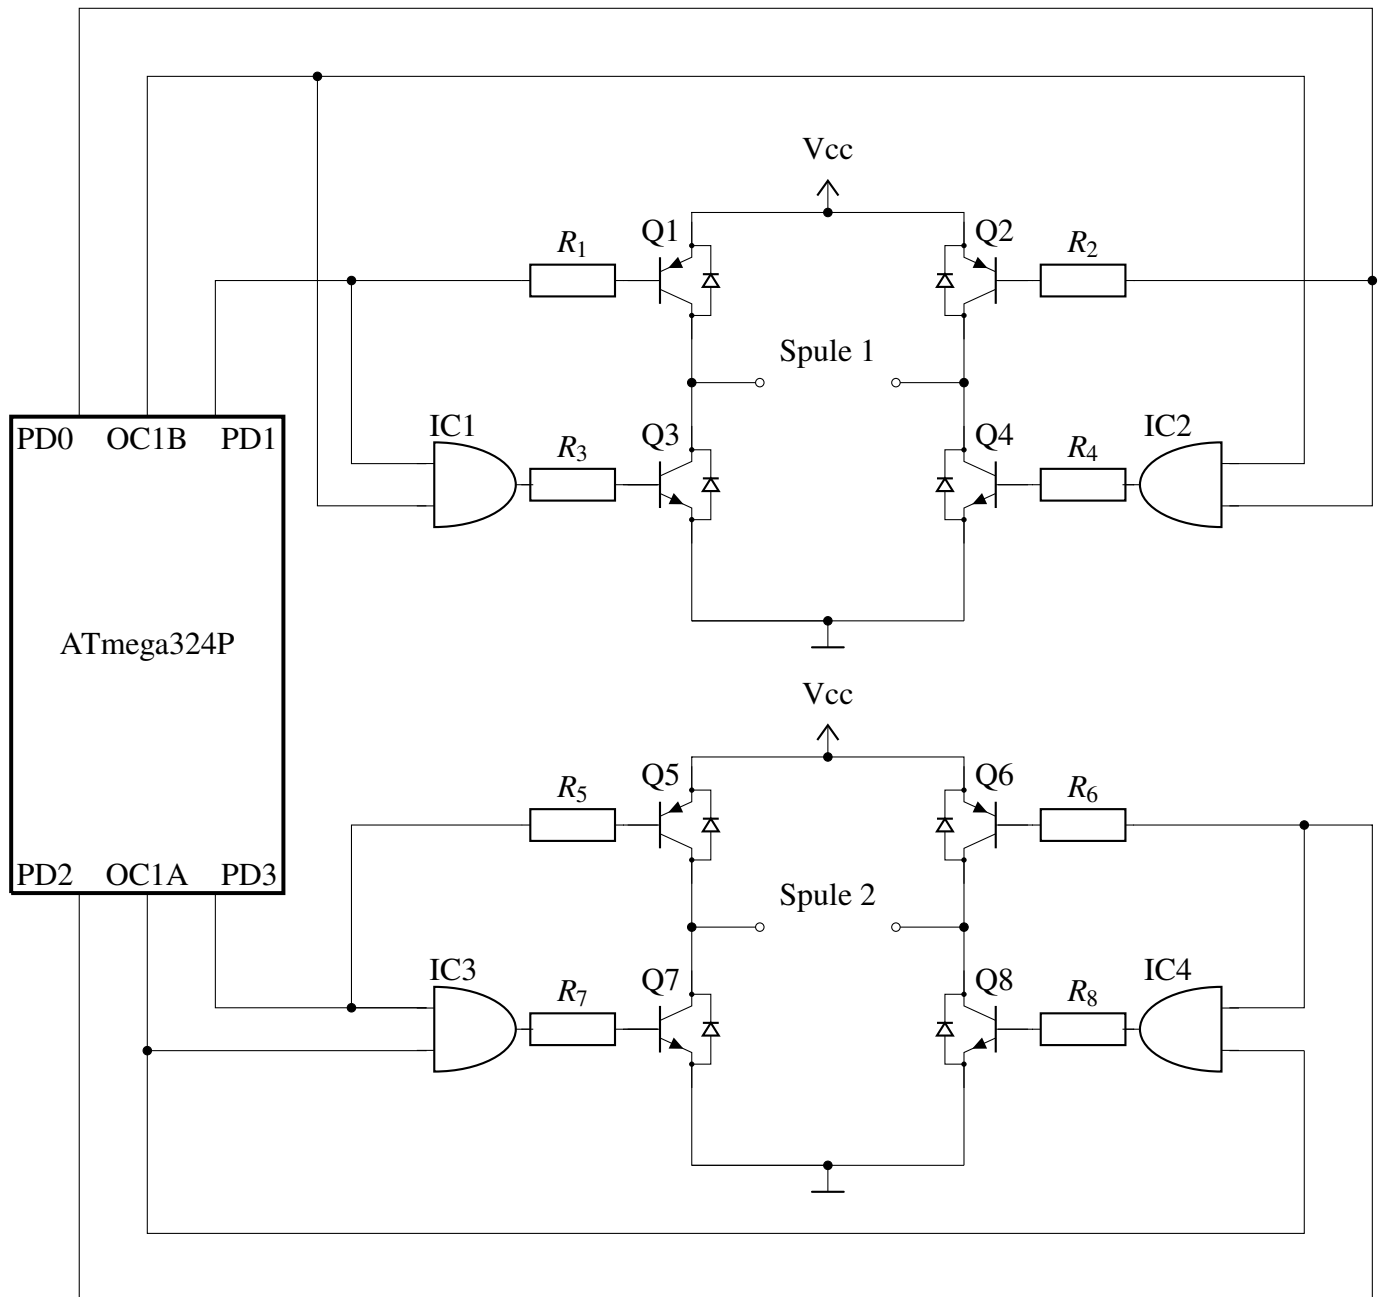 Vcc
Q1
Q2
R1
R2
Spule 1
PD0 OC1B PD1
IC1
R3
Q3
Q4
R4
IC2
ATmega324P
Vcc
Q5
Q6
R5
R6
PD2 OC1A PD3
Spule 2
IC3
R7
Q7
Q8
R8
IC4